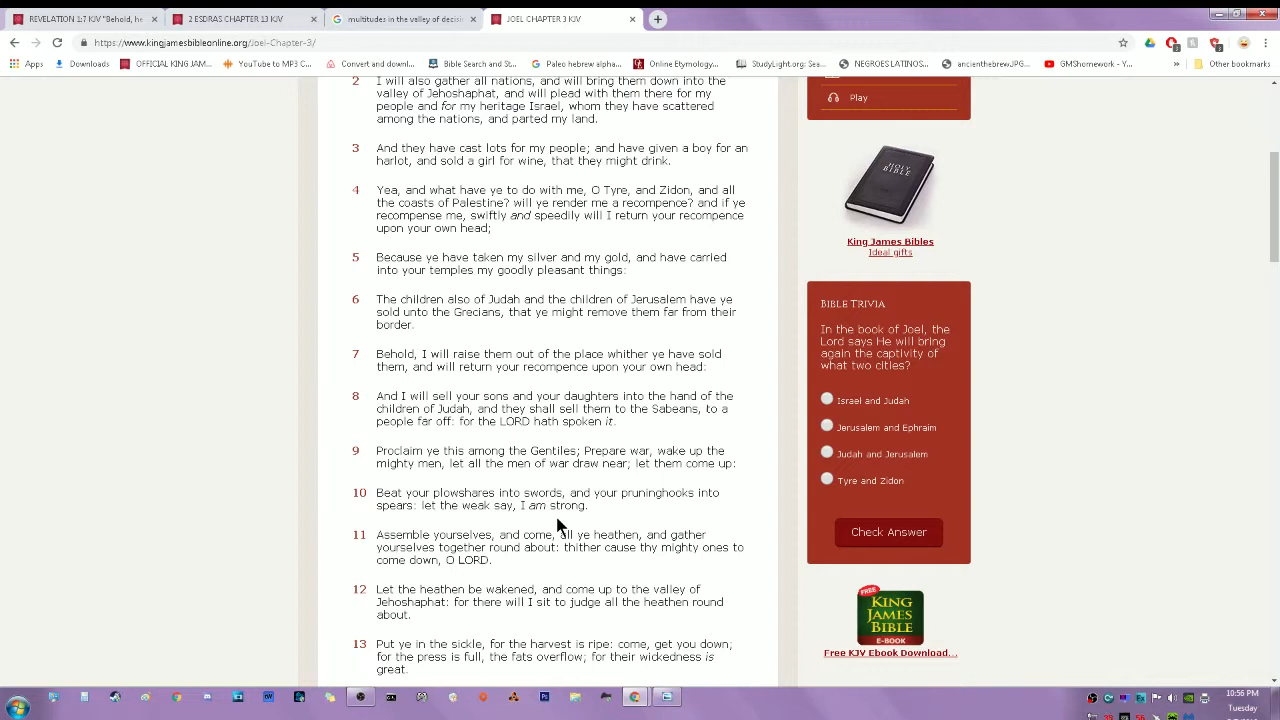 REVELATION 1:7 "Behold, he
2 ESDRAS CHAPTER 13 KJV
multitudes in the valley of decisi
JOEL CHAPTER 3 KJV
https://www.kingjamesbibleonline.org/Joel-Chapter-3/
Apps
Downloads
OFFICIAL KING JAM...
YouTube to MP3 C...
Convert and downl...
Bible Search and St...
Paleo hebrew alpha...
Online Etymology...
StudyLight.org: Sea...
NEGROES LATINOS...
ancienthebrewJPG...
GMShomework - Y...
»
Other bookmarks
2 I will also gather all nations, and will bring them down into the
valley of Jehoshaphat, and will plead with them there for my
people and for my heritage Israel, whom they have scattered
among the nations, and parted my land.
3 And they have cast lots for my people; and have given a boy for an
harlot, and sold a girl for wine, that they might drink.
4 Yea, and what have ye to do with me, O Tyre, and Zidon, and all
the coasts of Palestine? will ye render me a recompence? and if ye
recompense me, swiftly and speedily will I return your recompence
upon your own head;
5 Because ye have taken my silver and my gold, and have carried
into your temples my goodly pleasant things:
6 The children also of Judah and the children of Jerusalem have ye
sold unto the Grecians, that ye might remove them far from their
border.
7 Behold, I will raise them out of the place whither ye have sold
them, and will return your recompence upon your own head:
8 And I will sell your sons and your daughters into the hand of the
children of Judah, and they shall sell them to the Sabeans, to a
people far off: for the LORD hath spoken it.
9 Proclaim ye this among the Gentiles; Prepare war, wake up the
mighty men, let all the men of war draw near; let them come up:
10 Beat your plowshares into swords, and your pruninghooks into
spears: let the weak say, I am strong.
11 Assemble yourselves, and come, all ye heathen, and gather
yourselves together round about: thither cause thy mighty ones to
come down, O LORD.
12 Let the heathen be wakened, and come up to the valley of
Jehoshaphat: for there will I sit to judge all the heathen round
about.
13 Put ye in the sickle, for the harvest is ripe: come, get you down;
for the press is full, the fats overflow; for their wickedness is
great.
Play
HOLY
BIBLE
King James Bibles
Ideal gifts
BIBLE TRIVIA
In the book of Joel, the
Lord says He will bring
again the captivity of
what two cities?
Israel and Judah
Jerusalem and Ephraim
Judah and Jerusalem
Tyre and Zidon
Check Answer
FREE
KING
JAMES
BIBLE
E-BOOK
Free KJV Ebook Download...
10:56 PM
Tuesday